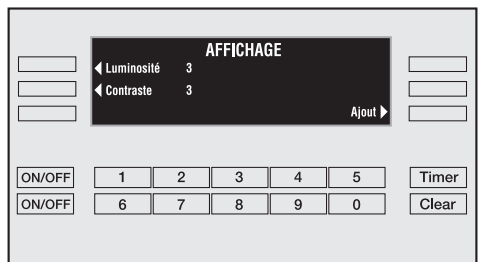 AFFICHAGE
Luminosité 3
Contraste 3
Ajout
ON/OFF 1 2 3 4 5 Timer
ON/OFF 6 7 8 9 0 Clear